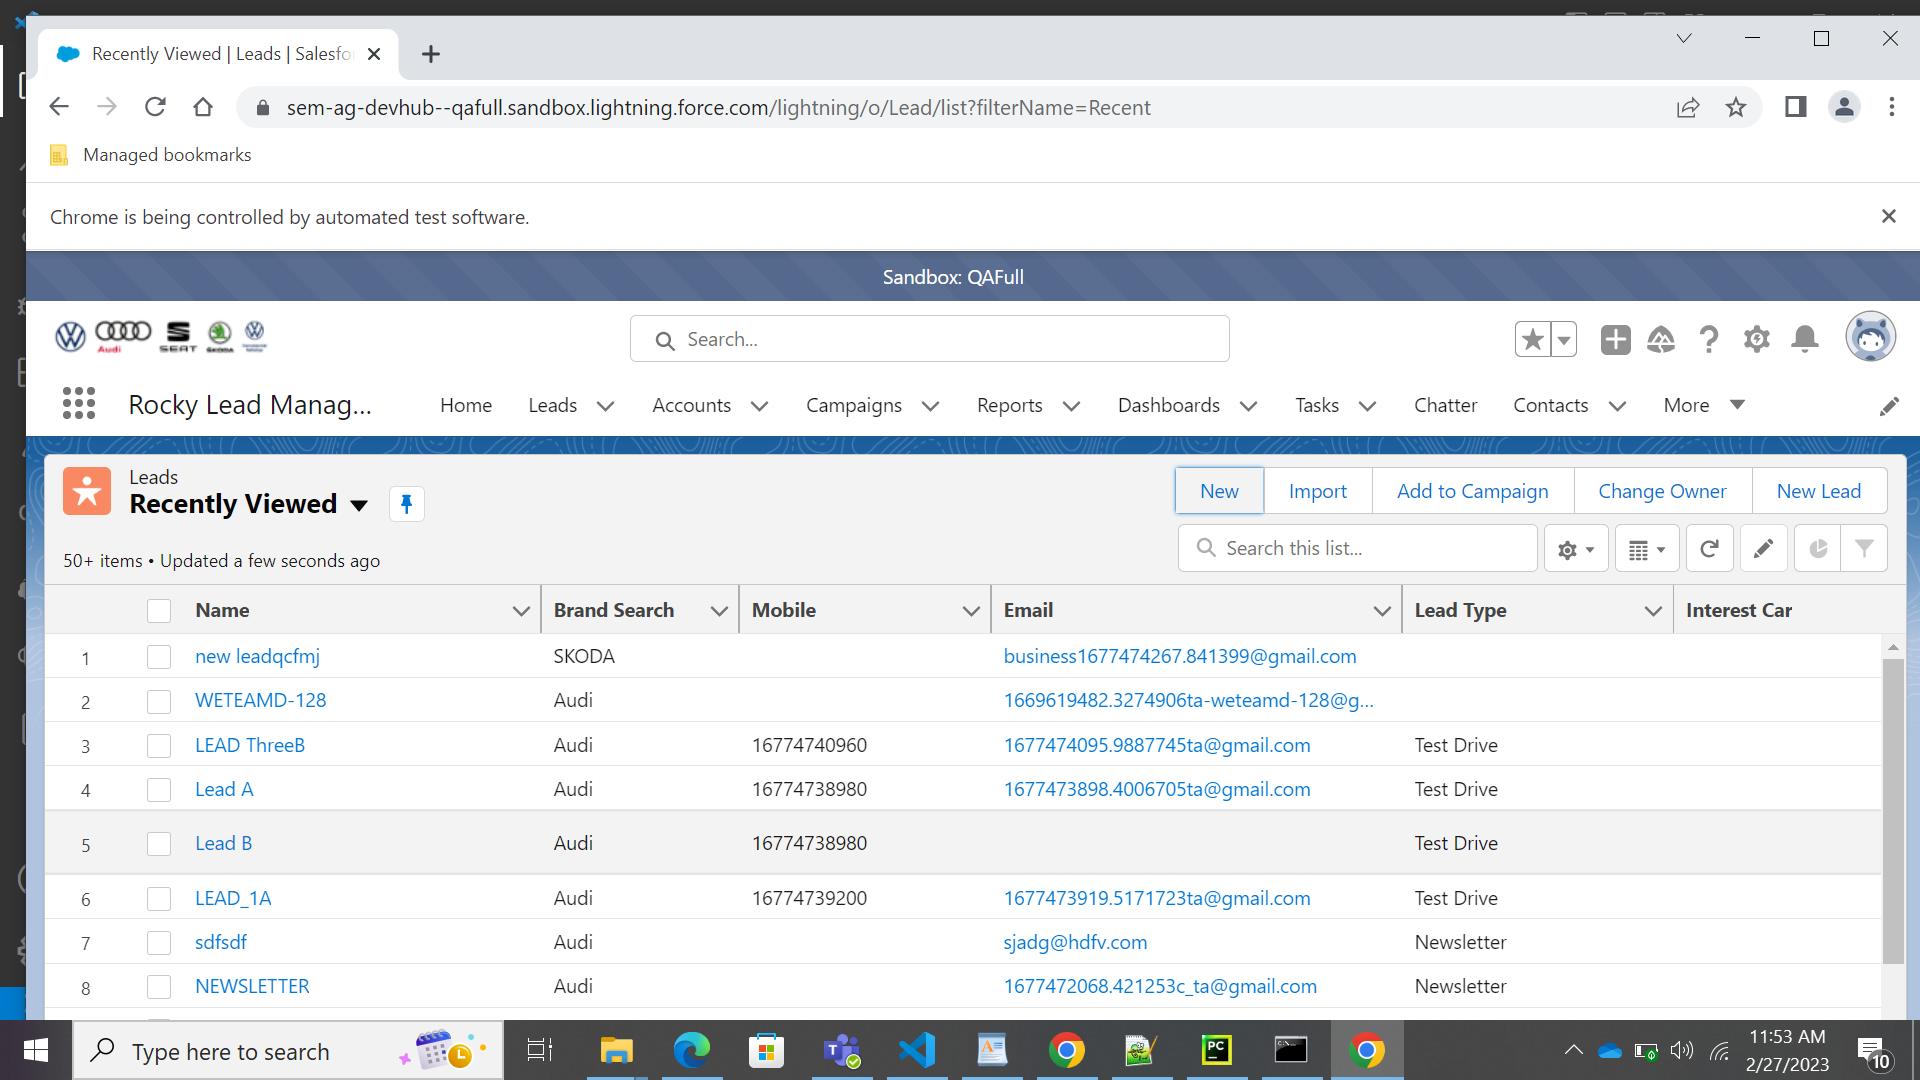 Recently Viewed | Leads | Salesfo
sem-ag-devhub--qafull.sandbox.lightning.force.com/lightning/o/Lead/list?filterName=Recent
Managed bookmarks
Chrome is being controlled by automated test software.
Sandbox: QAFull
Audi SEAT ŠKODA
Search...
Rocky Lead Manag... Home Leads Accounts Campaigns Reports Dashboards Tasks Chatter Contacts More
Leads
Recently Viewed
New Import Add to Campaign Change Owner New Lead
50+ items • Updated a few seconds ago
Search this list...
Name Brand Search Mobile Email Lead Type Interest Car
1 new leadqcfmj SKODA business1677474267.841399@gmail.com
2 WETEAMD-128 Audi 1669619482.3274906ta-weteamd-128@g...
3 LEAD ThreeB Audi 16774740960 1677474095.9887745ta@gmail.com Test Drive
4 Lead A Audi 16774738980 1677473898.4006705ta@gmail.com Test Drive
5 Lead B Audi 16774738980 Test Drive
6 LEAD_1A Audi 16774739200 1677473919.5171723ta@gmail.com Test Drive
7 sdfsdf Audi sjadg@hdfv.com Newsletter
8 NEWSLETTER Audi 1677472068.421253c_ta@gmail.com Newsletter
Type here to search
11:53 AM
2/27/2023
10